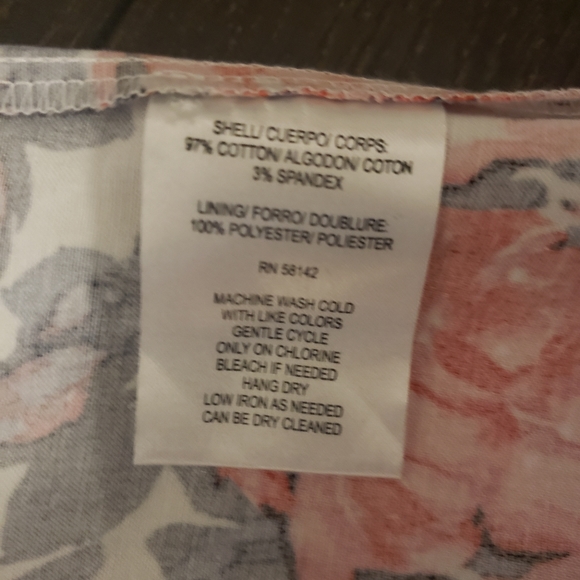 SHELL/ CUERPO/ CORPS:
97% COTTON/ ALGODON/ COTON
3% SPANDEX
LINING/ FORRO/ DOUBLURE:
100% POLYESTER/ POLIESTER
RN 58142
MACHINE WASH COLD
WITH LIKE COLORS
GENTLE CYCLE
ONLY ON CHLORINE
BLEACH IF NEEDED
HANG DRY
LOW IRON AS NEEDED
CAN BE DRY CLEANED